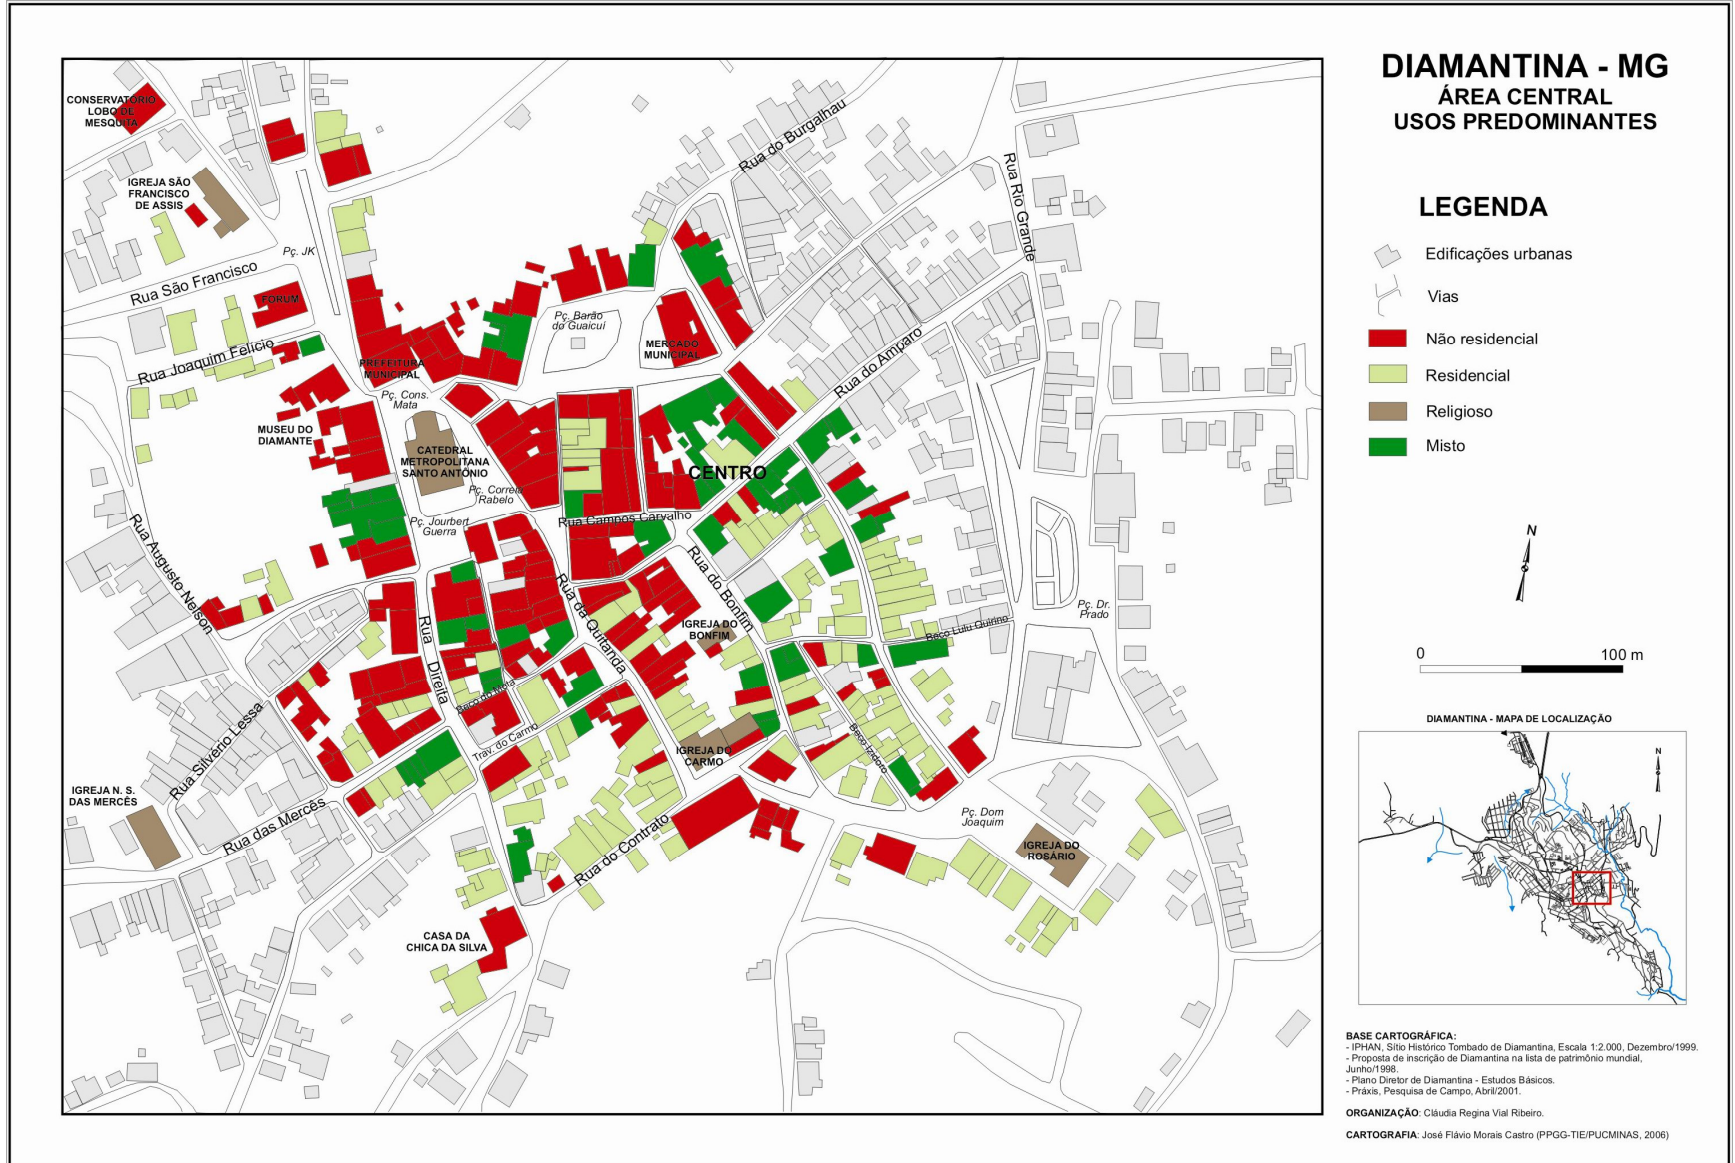 DIAMANTINA - MG
ÁREA CENTRAL
USOS PREDOMINANTES
LEGENDA
Edificações urbanas
Vias
Não residencial
Residencial
Religioso
Misto
N
0 100 m
DIAMANTINA - MAPA DE LOCALIZAÇÃO
N
BASE CARTOGRÁFICA:
- IPHAN, Sítio Histórico Tombado de Diamantina, Escala 1:2.000, Dezembro/1999.
- Proposta de inscrição de Diamantina na lista de patrimônio mundial,
Junho/1998.
- Plano Diretor de Diamantina - Estudos Básicos.
- Práxis, Pesquisa de Campo, Abril/2001.
ORGANIZAÇÃO: Cláudia Regina Vial Ribeiro.
CARTOGRAFIA: José Flávio Morais Castro (PPGG-TIE/PUCMINAS, 2006)
CONSERVATÓRIO
LOBO DE
MESQUITA
IGREJA SÃO
FRANCISCO
DE ASSIS
Pç. JK
Rua São Francisco
FORUM
Rua Joaquim Felício
PREFEITURA
MUNICIPAL
Pç. Cons.
Mata
MUSEU DO
DIAMANTE
CATEDRAL
METROPOLITANA
SANTO ANTÔNIO
Pç. Correia
Rabelo
Pç. Jourbert
Guerra
Pç. Barão
do Guaicuí
MERCADO
MUNICIPAL
Rua do Burgalhau
Rua Rio Grande
Rua do Amparo
CENTRO
Rua Campos Carvalho
Rua Augusto Nelson
Rua Direita
Rua da Quitanda
Rua do Bonfim
IGREJA DO
BONFIM
Beco Lulu Quirino
Pç. Dr.
Prado
Beco do Mota
Trav. do Carmo
IGREJA DO
CARMO
Beco Izidoro
Rua Silvério Lessa
IGREJA N. S.
DAS MERCÊS
Rua das Mercês
Rua do Contrato
Pç. Dom
Joaquim
IGREJA DO
ROSÁRIO
CASA DA
CHICA DA SILVA